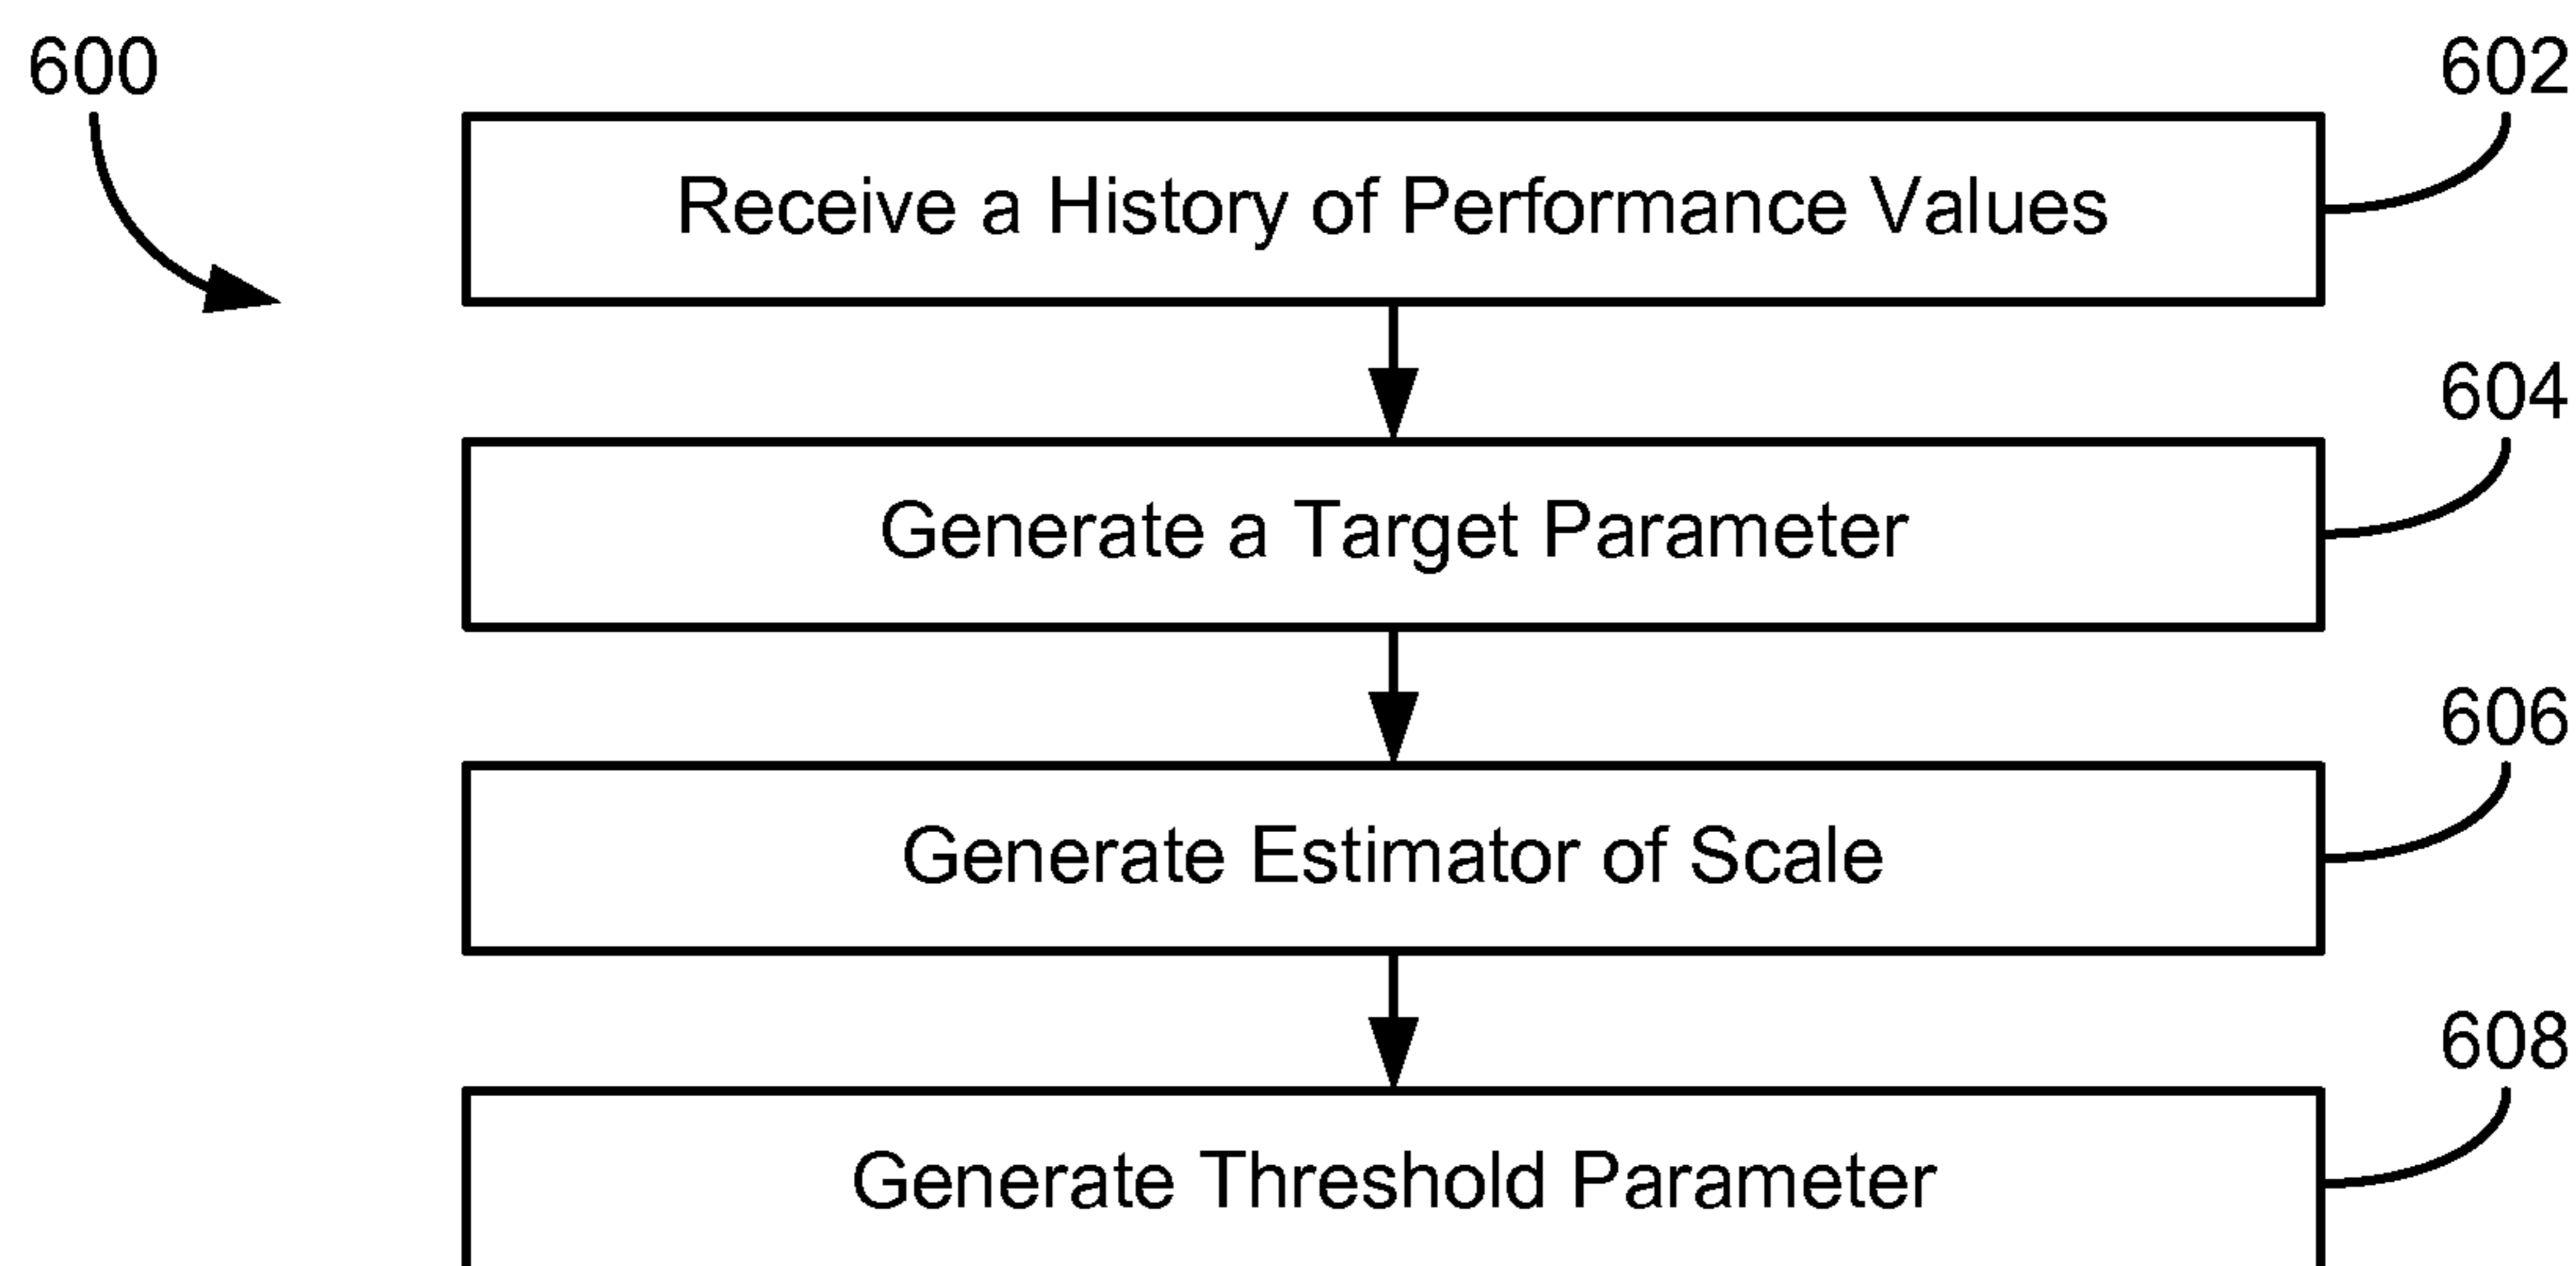 600
602
Receive a History of Performance Values
604
Generate a Target Parameter
606
Generate Estimator of Scale
608
Generate Threshold Parameter